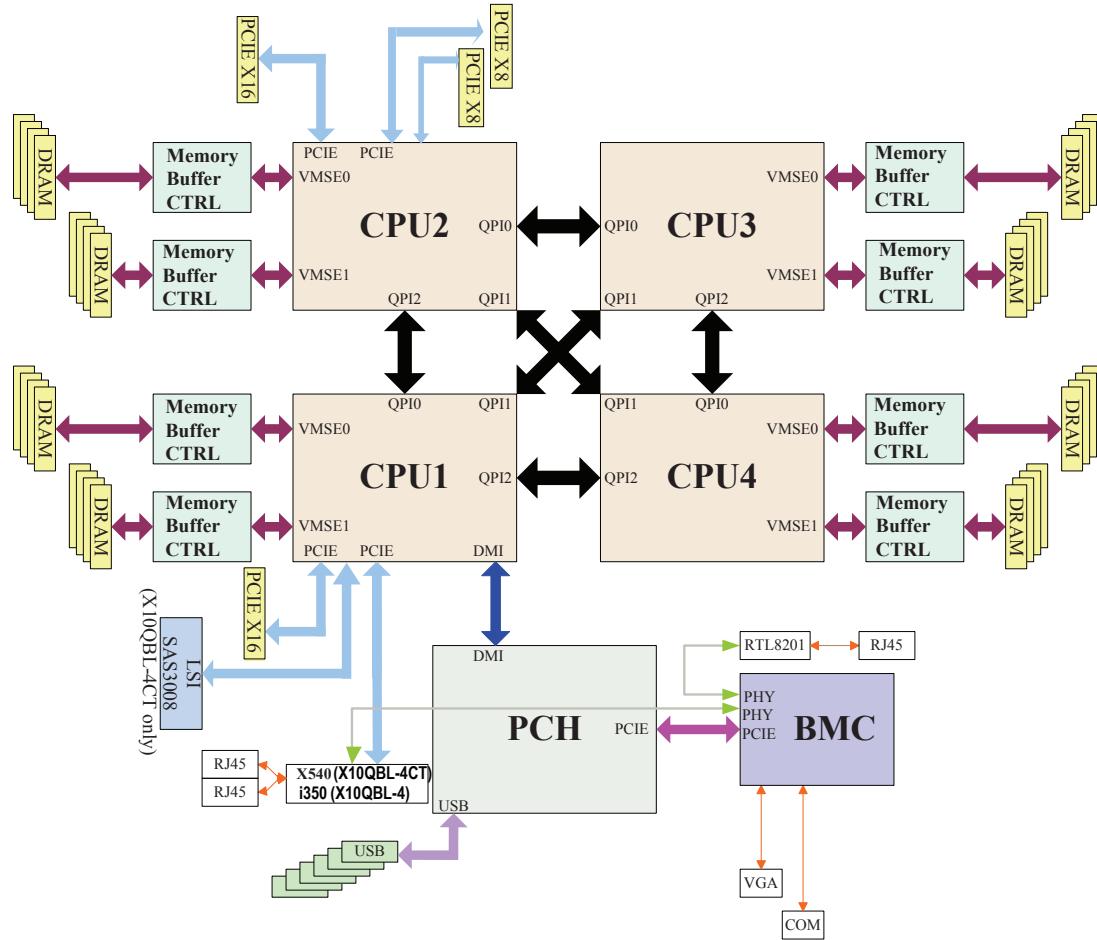 PCIE X16
PCIE X8
PCIE X8
PCIE
PCIE
DRAM
Memory
Buffer
CTRL
VMSE0
CPU2
QPI0
DRAM
Memory
Buffer
CTRL
VMSE1
QPI2
QPI1
VMSE0
Memory
Buffer
CTRL
DRAM
QPI0
CPU3
VMSE1
Memory
Buffer
CTRL
DRAM
QPI1
QPI2
DRAM
Memory
Buffer
CTRL
QPI0
QPI1
VMSE0
CPU1
QPI2
DRAM
Memory
Buffer
CTRL
VMSE1
PCIE
PCIE
DMI
QPI1
QPI0
VMSE0
Memory
Buffer
CTRL
DRAM
QPI2
CPU4
VMSE1
Memory
Buffer
CTRL
DRAM
PCIE X16
LSI
SAS3008
(X10QBL-4CT only)
DMI
PCH
PCIE
USB
RTL8201
RJ45
PHY
PHY
PCIE
BMC
RJ45
RJ45
X540 (X10QBL-4CT)
i350 (X10QBL-4)
USB
VGA
COM